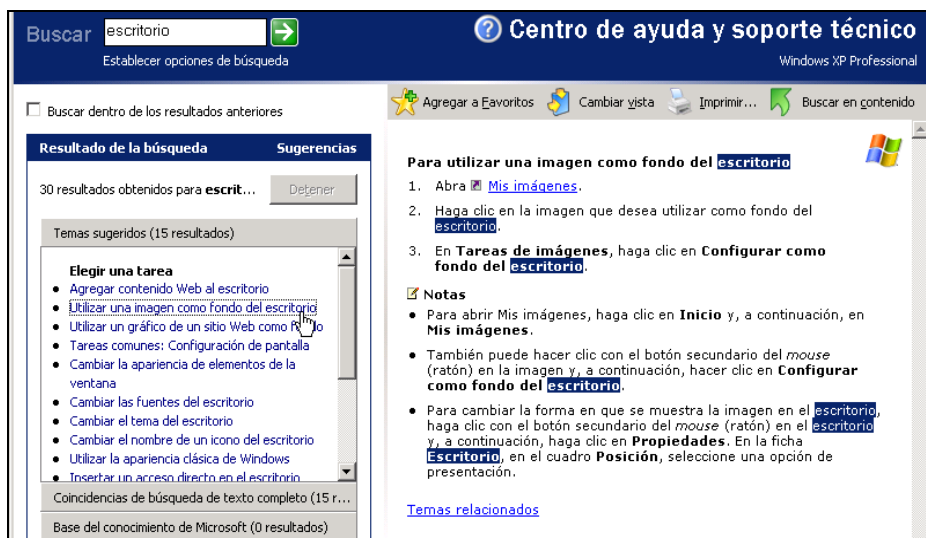 Buscar escritorio
Establecer opciones de búsqueda
Centro de ayuda y soporte técnico
Windows XP Professional
Buscar dentro de los resultados anteriores
Agregar a Favoritos Cambiar vista Imprimir... Buscar en contenido
Resultado de la búsqueda Sugerencias
30 resultados obtenidos para escrit... Detener
Temas sugeridos (15 resultados)
Elegir una tarea
• Agregar contenido Web al escritorio
• Utilizar una imagen como fondo del escritorio
• Utilizar un gráfico de un sitio Web como fondo
• Tareas comunes: Configuración de pantalla
• Cambiar la apariencia de elementos de la
ventana
• Cambiar las fuentes del escritorio
• Cambiar el tema del escritorio
• Cambiar el nombre de un icono del escritorio
• Utilizar la apariencia clásica de Windows
• Insertar un acceso directo en el escritorio
Coincidencias de búsqueda de texto completo (15 r...
Base del conocimiento de Microsoft (0 resultados)
Para utilizar una imagen como fondo del escritorio
1. Abra Mis imágenes.
2. Haga clic en la imagen que desea utilizar como fondo del
escritorio.
3. En Tareas de imágenes, haga clic en Configurar como
fondo del escritorio.
Notas
• Para abrir Mis imágenes, haga clic en Inicio y, a continuación, en
Mis imágenes.
• También puede hacer clic con el botón secundario del mouse
(ratón) en la imagen y, a continuación, hacer clic en Configurar
como fondo del escritorio.
• Para cambiar la forma en que se muestra la imagen en el escritorio,
haga clic con el botón secundario del mouse (ratón) en el escritorio
y, a continuación, haga clic en Propiedades. En la ficha
Escritorio, en el cuadro Posición, seleccione una opción de
presentación.
Temas relacionados